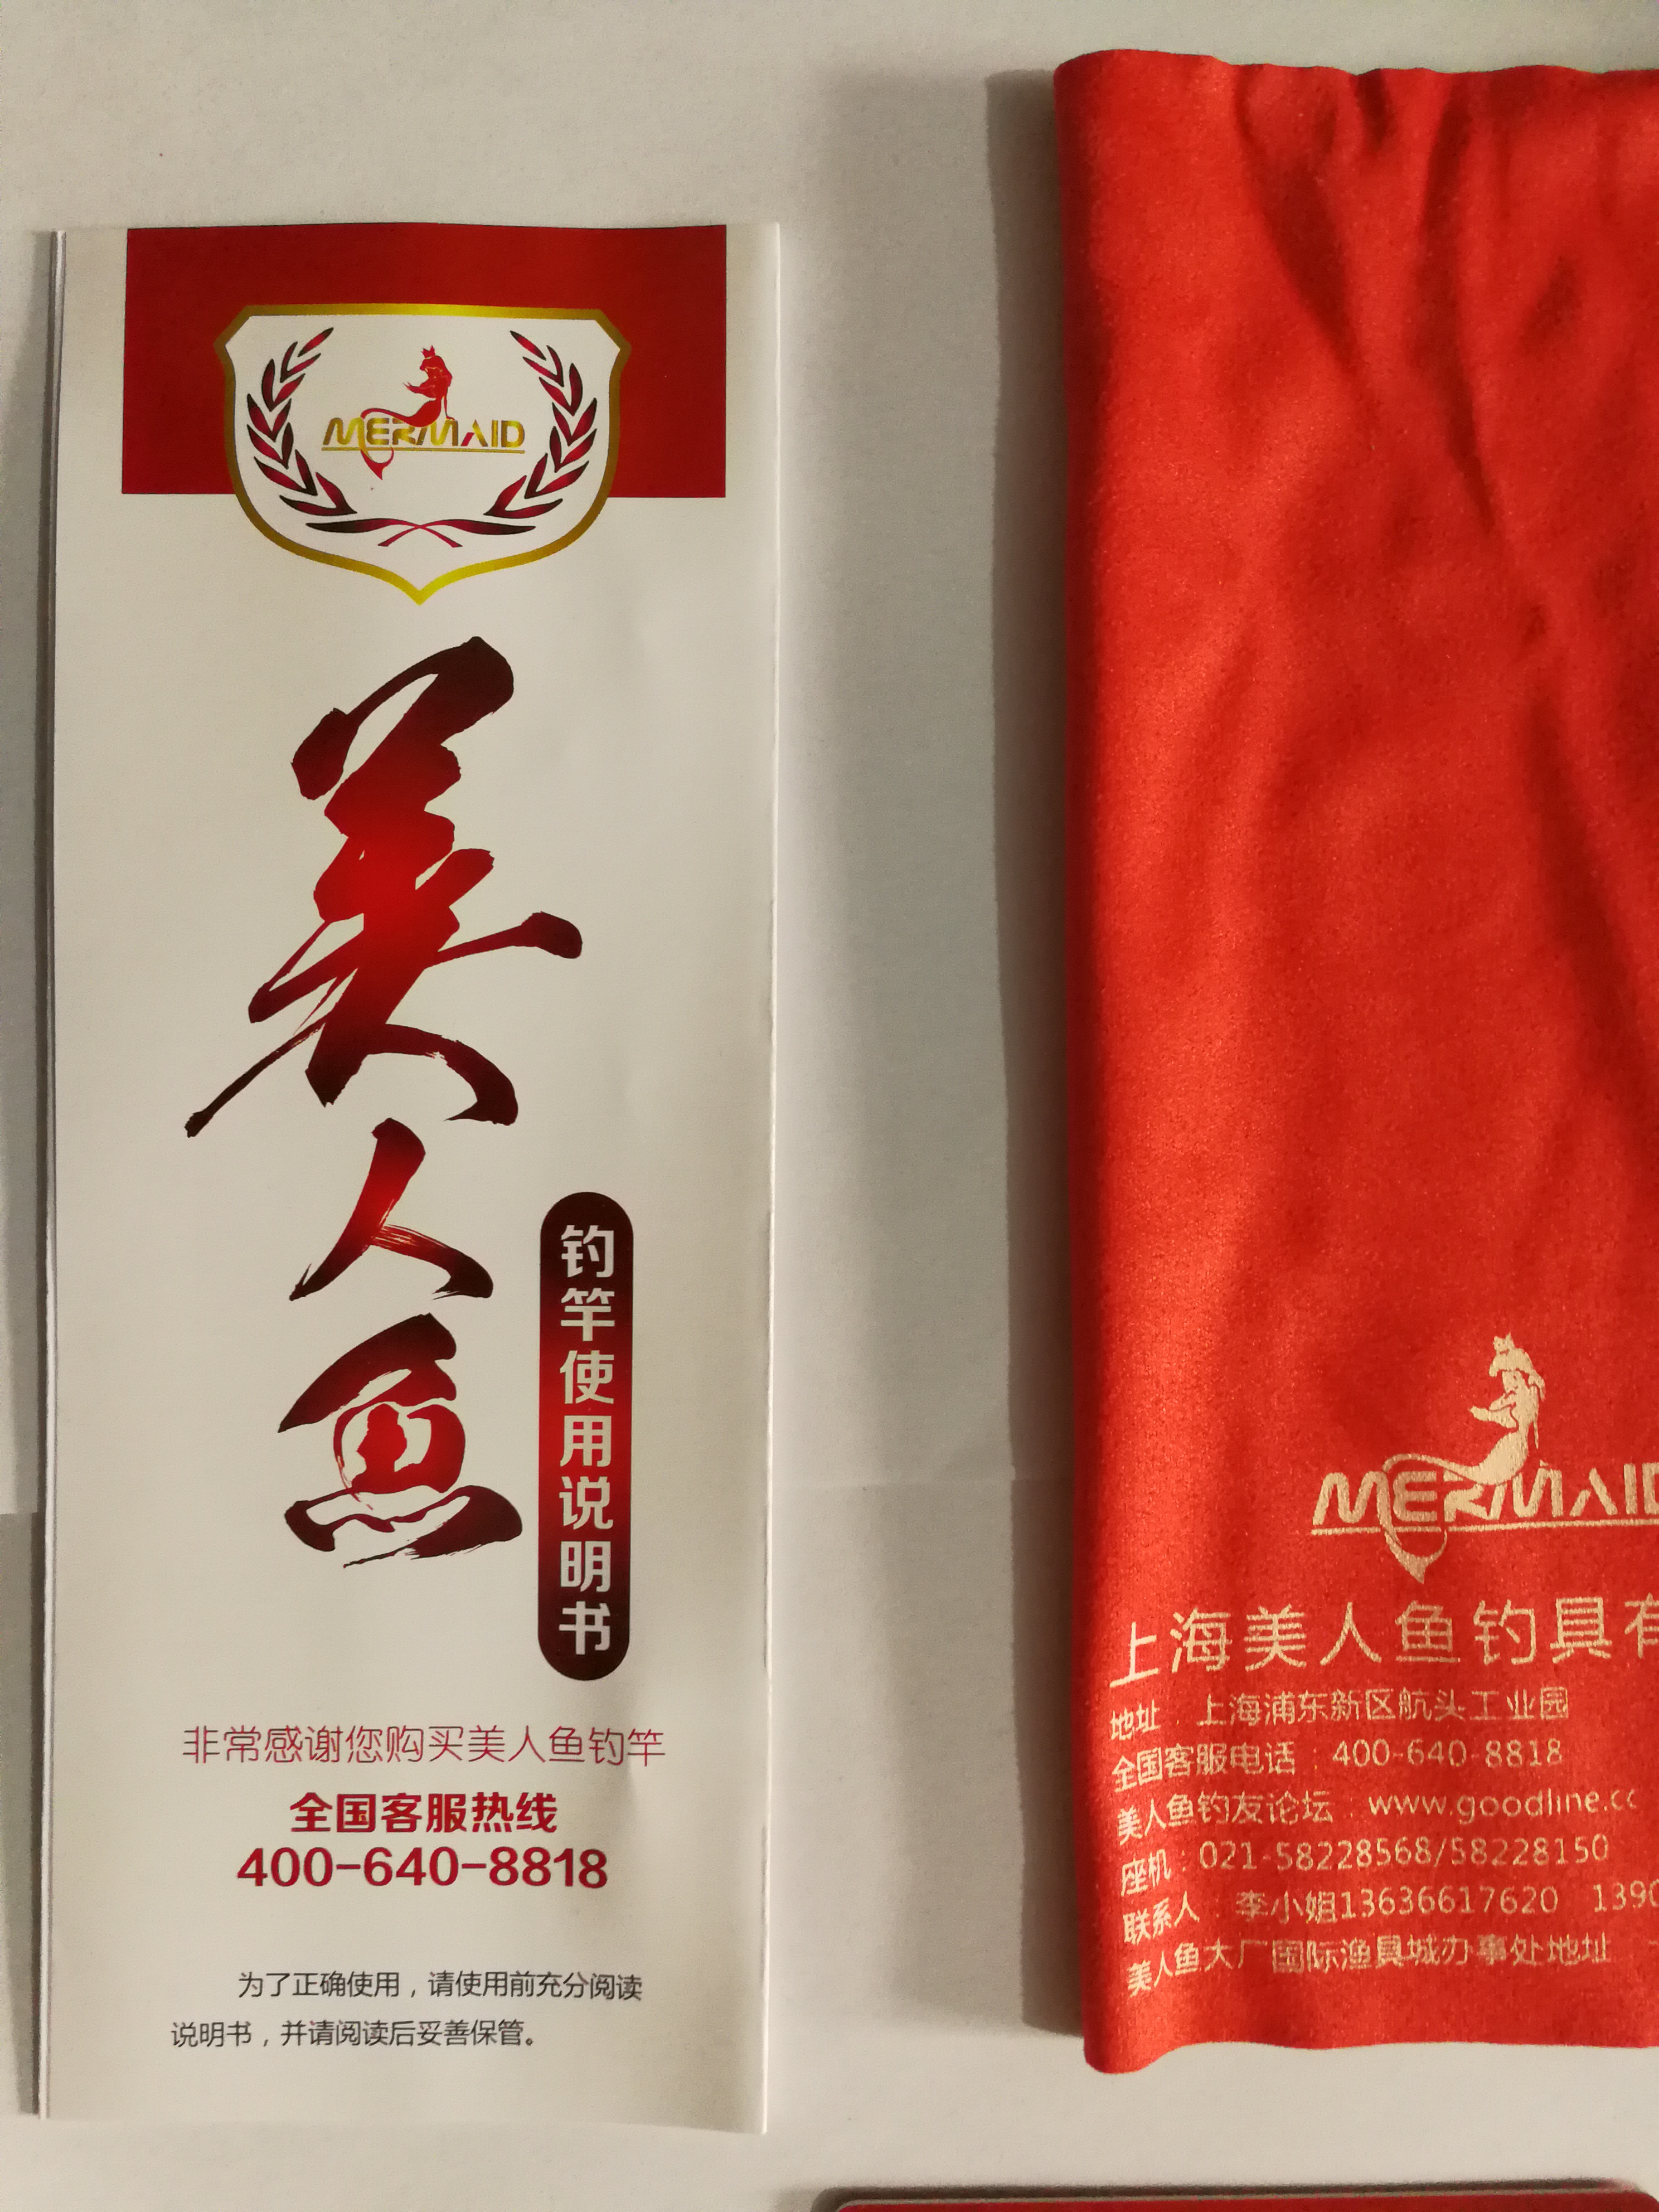 MERMAID
美人鱼
钓竿使用说明书
非常感谢您购买美人鱼钓竿
全国客服热线
400-640-8818
为了正确使用，请使用前充分阅读
说明书，并请阅读后妥善保管。
MERMAID
上海美人鱼钓具有
地址：上海浦东新区航头工业园
全国客服电话：400-640-8818
美人鱼钓友论坛：www.goodline.cc
座机：021-58228568/58228150
联系人：李小姐13636617620 1390
美人鱼大厂国际渔具城办事处地址